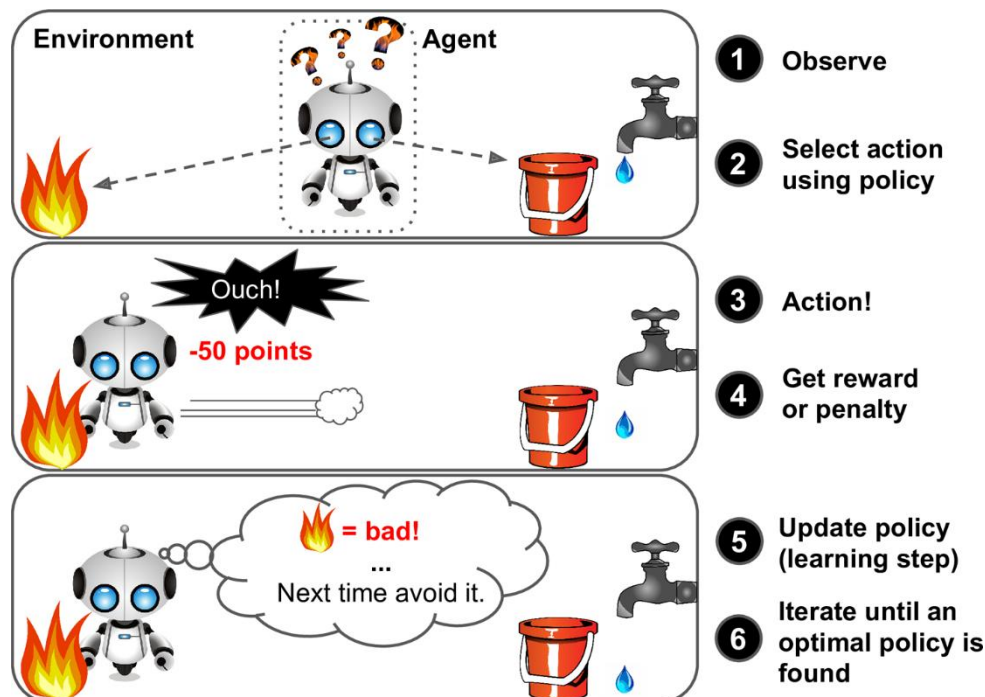 Environment
Agent
? ? ?
1 Observe
2 Select action
using policy
Ouch!
-50 points
3 Action!
4 Get reward
or penalty
= bad!
...
Next time avoid it.
5 Update policy
(learning step)
6 Iterate until an
optimal policy is
found